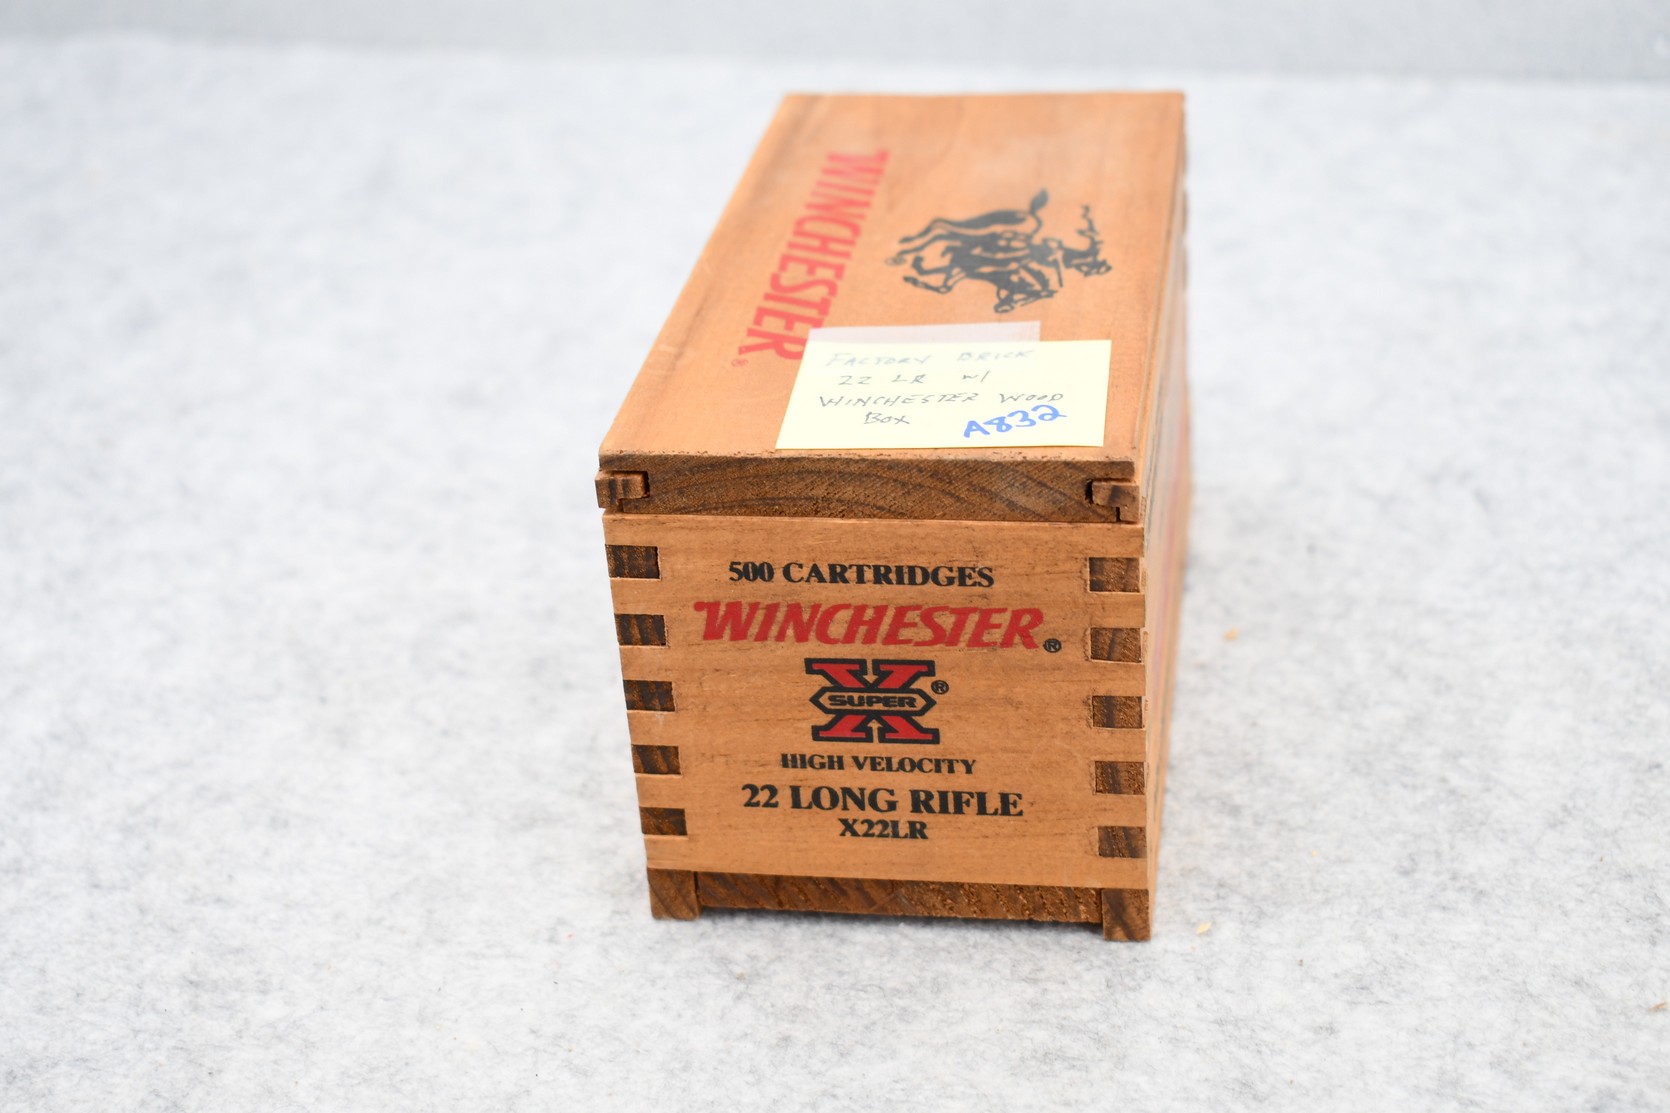 WINCHESTER®
FACTORY BRICK
22 LR W/
WINCHESTER WOOD
BOX A832
500 CARTRIDGES
WINCHESTER®
SUPER X®
HIGH VELOCITY
22 LONG RIFLE
X22LR